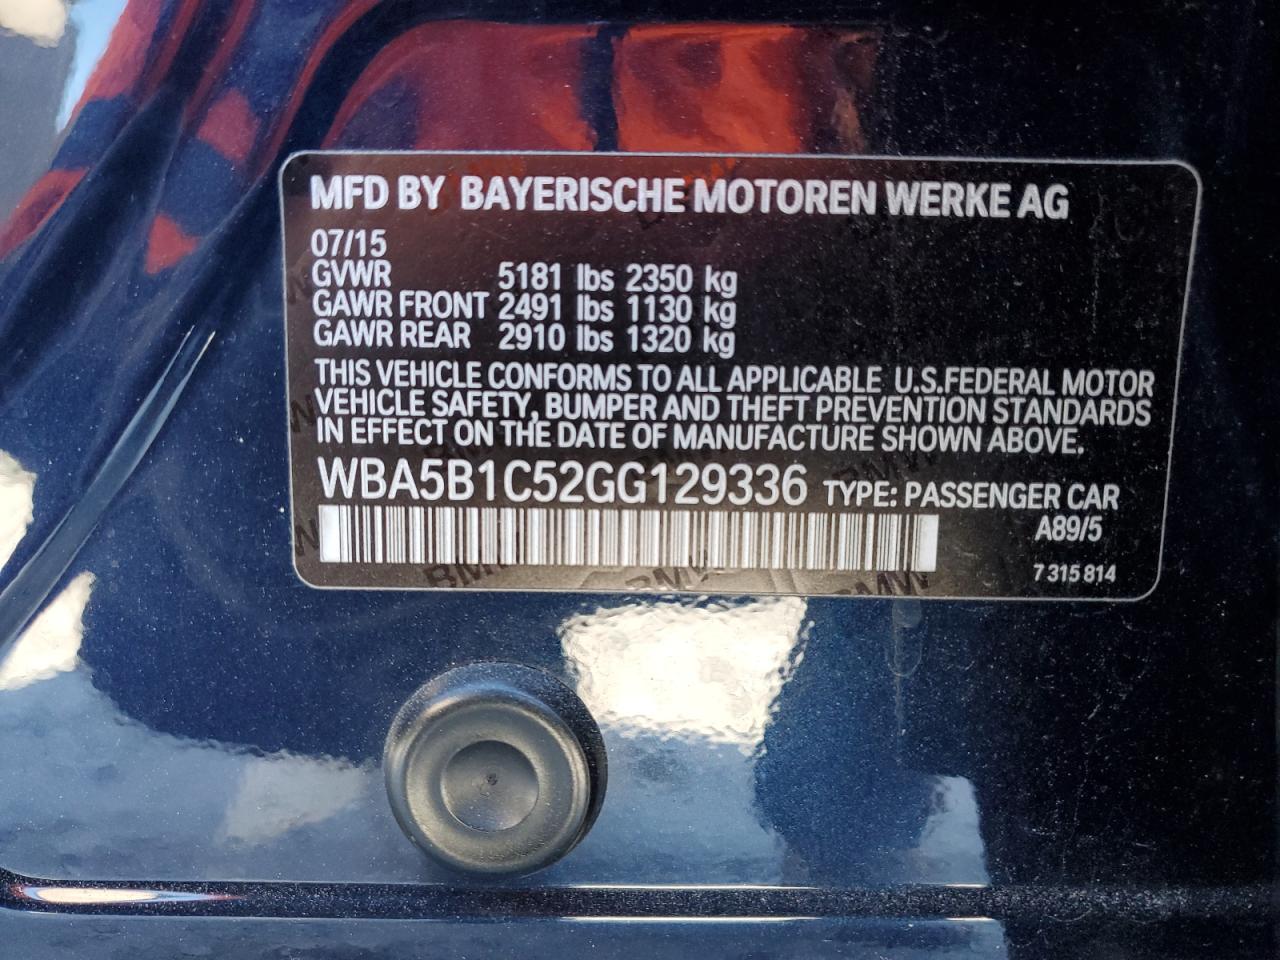 MFD BY BAYERISCHE MOTOREN WERKE AG
07/15
GVWR 5181 lbs 2350 kg
GAWR FRONT 2491 lbs 1130 kg
GAWR REAR 2910 lbs 1320 kg
THIS VEHICLE CONFORMS TO ALL APPLICABLE U.S.FEDERAL MOTOR
VEHICLE SAFETY, BUMPER AND THEFT PREVENTION STANDARDS
IN EFFECT ON THE DATE OF MANUFACTURE SHOWN ABOVE.
WBA5B1C52GG129336 TYPE: PASSENGER CAR
A89/5
7 315 814
BMW BMW BMW